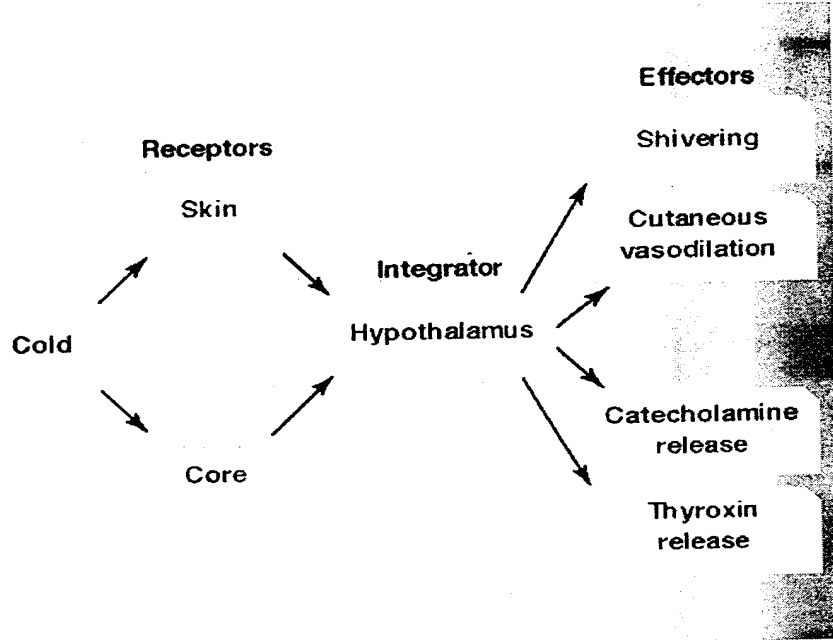 Effectors
Shivering
Receptors
Skin
Cutaneous
vasodilation
Integrator
Hypothalamus
Cold
Catecholamine
release
Core
Thyroxin
release